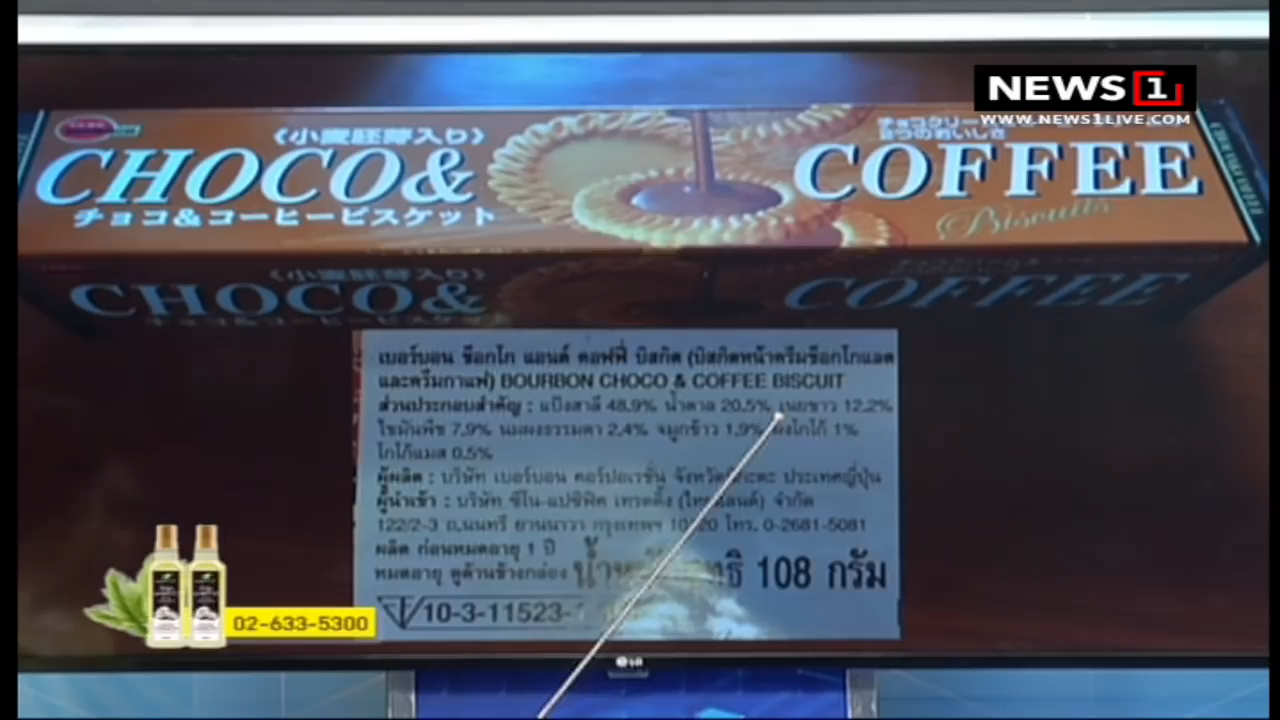 NEWS 1
WWW.NEWS1LIVE.COM
《小麦胚芽入り》
CHOCO& COFFEE
チョコ&コーヒービスケット
Biscuits
《小麦胚芽入り》
CHOCO& COFFEE
เบอร์บอน ช็อกโก แอนด์ คอฟฟี่ บิสกิต (บิสกิตหน้าครีมช็อกโกแลต
และครีมกาแฟ) BOURBON CHOCO & COFFEE BISCUIT
ส่วนประกอบสำคัญ : แป้งสาลี 48.9% น้ำตาล 20.5% เนยขาว 12.2%
ไขมันพืช 7.9% นมผงธรรมดา 2.4% จมูกข้าว 1.9% ผงโกโก้ 1%
โกโก้แมส 0.5%
ผู้ผลิต : บริษัท เบอร์บอน คอร์ปอเรชั่น จังหวัด ประเทศญี่ปุ่น
ผู้นำเข้า : บริษัท ซีโน-แปซิฟิค เทรดดิ้ง (ไทยแลนด์) จำกัด
122/2-3 ถ.นนทรี ยานนาวา กรุงเทพฯ โทร. 0-2681-5081
ผลิต ก่อนหมดอายุ 1 ปี
หมดอายุ ดูด้านข้างกล่อง 108 กรัม
10-3-11523-
02-633-5300